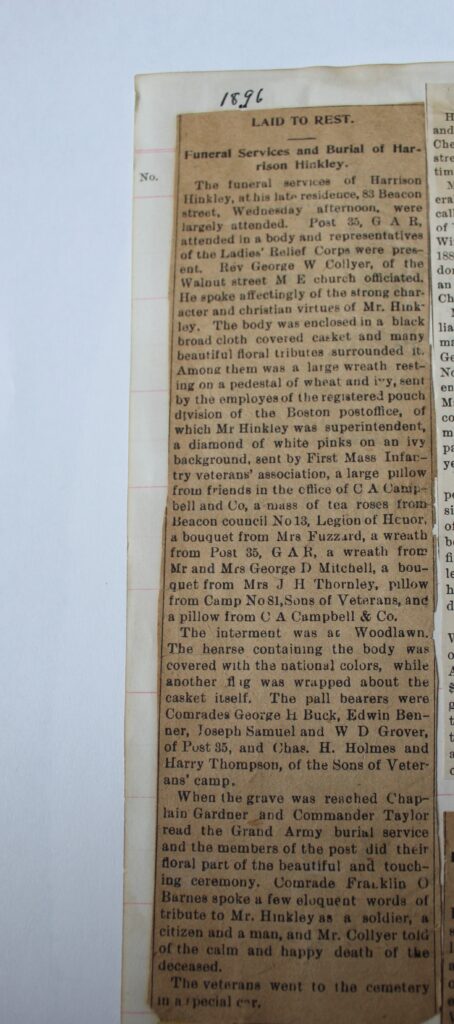 1896
LAID TO REST.
Funeral Services and Burial of Har-
rison Hinkley.
No.
The funeral services of Harrison
Hinkley, at his late residence, 83 Beacon
street, Wednesday afternoon, were
largely attended. Post 35, G A R,
attended in a body and representatives
of the Ladies' Relief Corps were pres-
ent. Rev George W Collyer, of the
Walnut street M E church officiated.
He spoke affectingly of the strong char-
acter and christian virtues of Mr. Hink-
ley. The body was enclosed in a black
broad cloth covered casket and many
beautiful floral tributes surrounded it.
Among them was a large wreath rest-
ing on a pedestal of wheat and ivy, sent
by the employes of the registered pouch
division of the Boston postoffice, of
which Mr Hinkley was superintendent,
a diamond of white pinks on an ivy
background, sent by First Mass Infan-
try veterans' association, a large pillow
from friends in the office of C A Camp-
bell and Co, a mass of tea roses from
Beacon council No 13, Legion of Honor,
a bouquet from Mrs Fuzzard, a wreath
from Post 35, G A R, a wreath from
Mr and Mrs George D Mitchell, a bou-
quet from Mrs J H Thornley, pillow
from Camp No 81, Sons of Veterans, and
a pillow from C A Campbell & Co.
The interment was at Woodlawn.
The hearse containing the body was
covered with the national colors, while
another flag was wrapped about the
casket itself. The pall bearers were
Comrades George H Buck, Edwin Ben-
ner, Joseph Samuel and W D Grover,
of Post 35, and Chas. H. Holmes and
Harry Thompson, of the Sons of Veter-
ans' camp.
When the grave was reached Chap-
lain Gardner and Commander Taylor
read the Grand Army burial service
and the members of the post did their
floral part of the beautiful and touch-
ing ceremony. Comrade Franklin O
Barnes spoke a few eloquent words of
tribute to Mr. Hinkley as a soldier, a
citizen and a man, and Mr. Collyer told
of the calm and happy death of the
deceased.
The veterans went to the cemetery
in a special car.